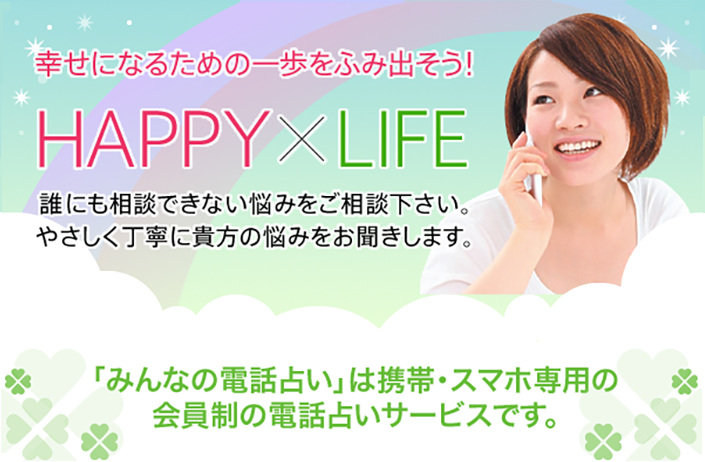 幸せになるための一歩をふみ出そう！
HAPPY×LIFE
誰にも相談できない悩みをご相談下さい。
やさしく丁寧に貴方の悩みをお聞きします。
「みんなの電話占い」は携帯・スマホ専用の
会員制の電話占いサービスです。